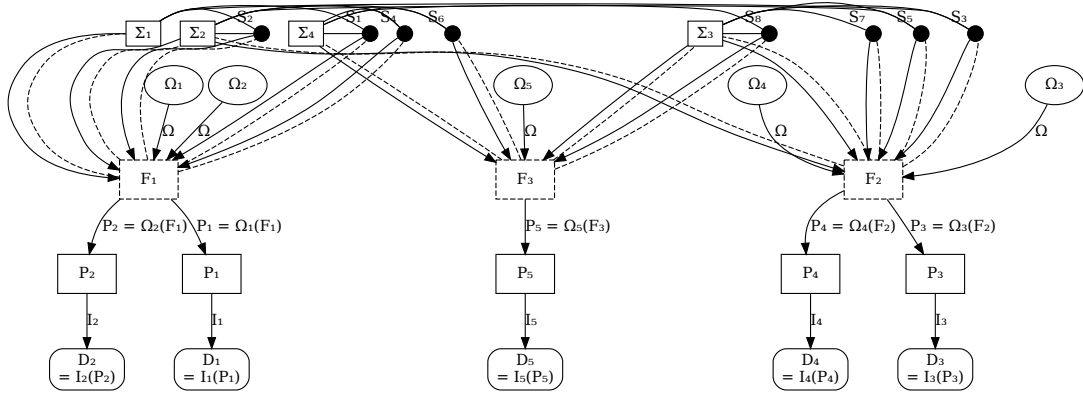 S₂ S₁ S₄ S₆ S₈ S₇ S₅ S₃
Σ₁ Σ₂ Σ₄ Σ₃
Ω₁ Ω₂ Ω₅ Ω₄ Ω₃
Ω Ω Ω Ω Ω
F₁ F₃ F₂
P₂ = Ω₂(F₁) P₁ = Ω₁(F₁) P₅ = Ω₅(F₃) P₄ = Ω₄(F₂) P₃ = Ω₃(F₂)
P₂ P₁ P₅ P₄ P₃
I₂ I₁ I₅ I₄ I₃
D₂ D₁ D₅ D₄ D₃
= I₂(P₂) = I₁(P₁) = I₅(P₅) = I₄(P₄) = I₃(P₃)